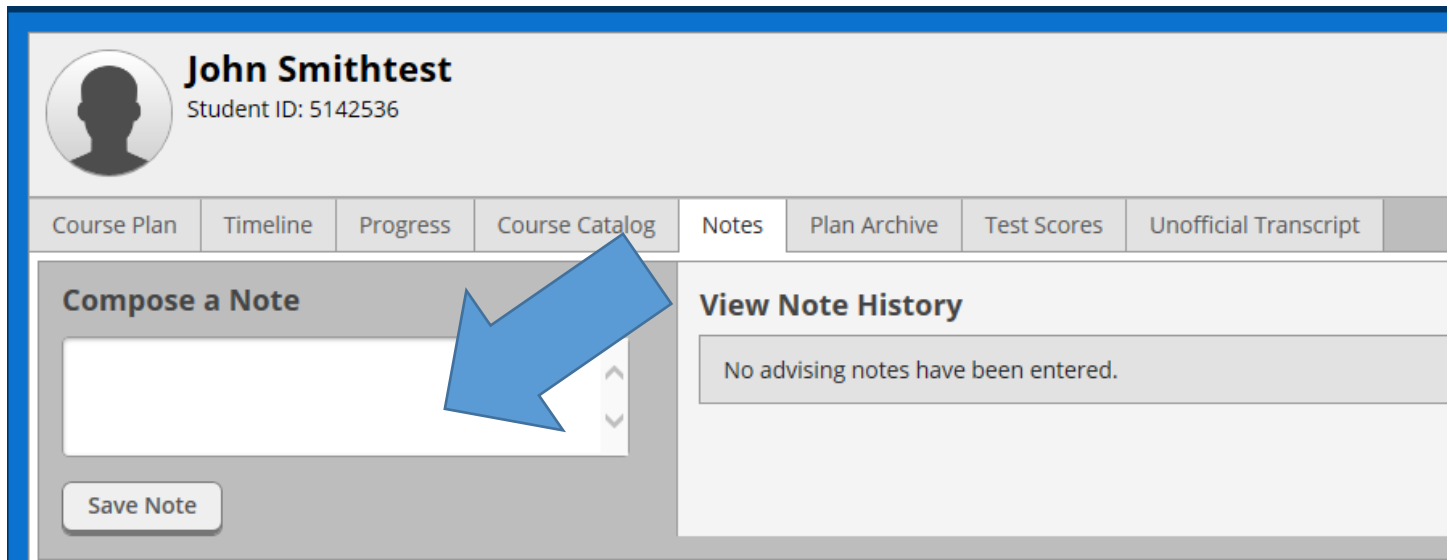 John Smithtest
Student ID: 5142536
Course Plan Timeline Progress Course Catalog Notes Plan Archive Test Scores Unofficial Transcript
Compose a Note
View Note History
No advising notes have been entered.
Save Note